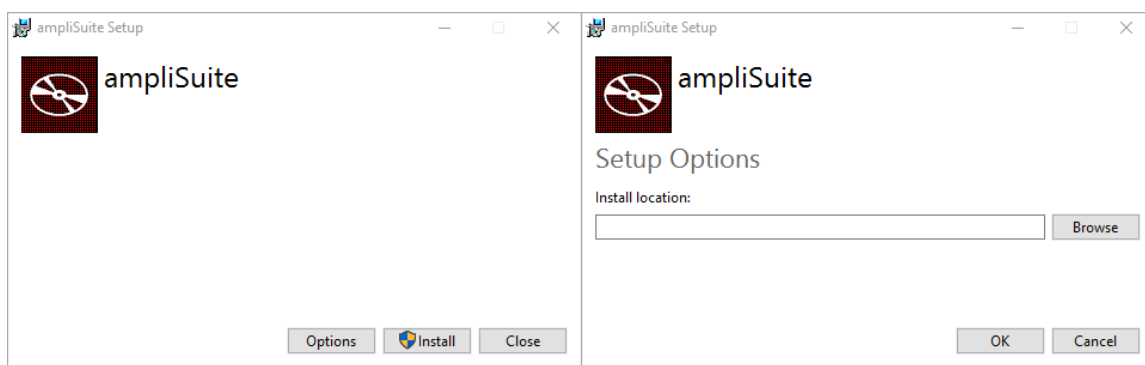 ampliSuite Setup
ampliSuite
Options
Install
Close
ampliSuite Setup
ampliSuite
Setup Options
Install location:
Browse
OK
Cancel